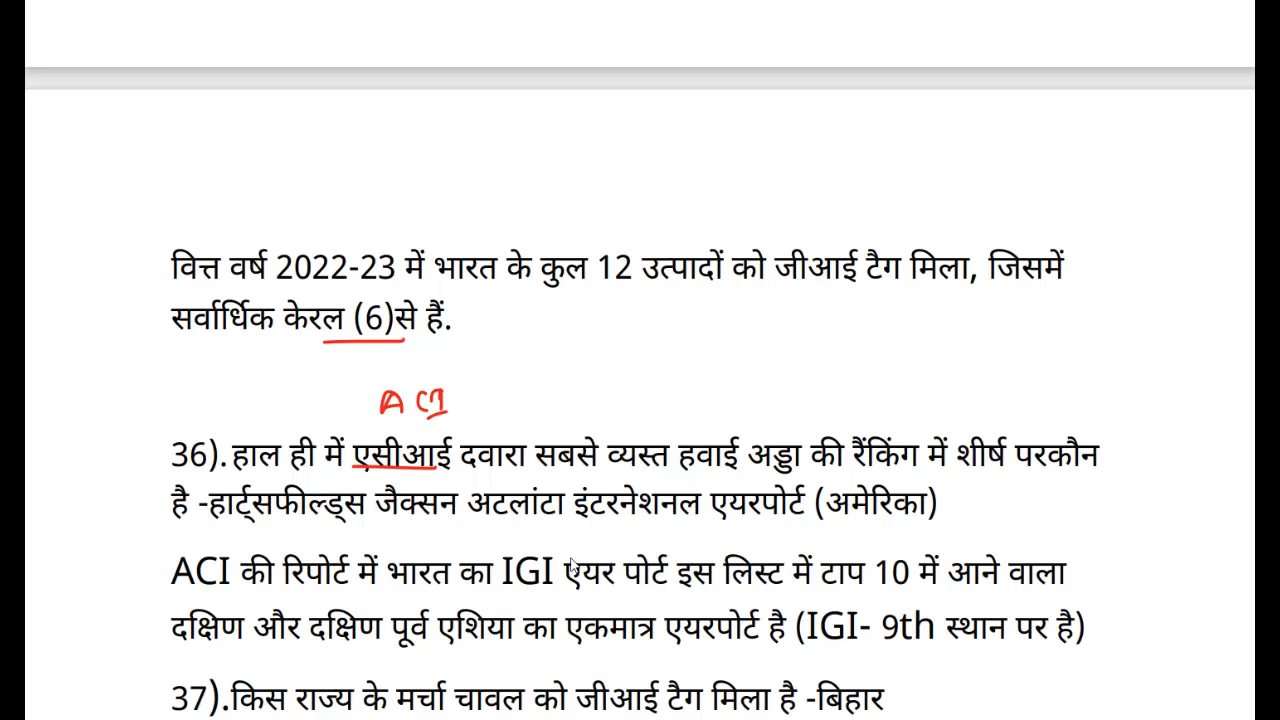 वित्त वर्ष 2022-23 में भारत के कुल 12 उत्पादों को जीआई टैग मिला, जिसमें
सर्वार्धिक केरल (6)से हैं.
ACI
36). हाल ही में एसीआई दवारा सबसे व्यस्त हवाई अड्डा की रैंकिंग में शीर्ष परकौन
है -हार्ट्सफील्ड्स जैक्सन अटलांटा इंटरनेशनल एयरपोर्ट (अमेरिका)
ACI की रिपोर्ट में भारत का IGI एयर पोर्ट इस लिस्ट में टाप 10 में आने वाला
दक्षिण और दक्षिण पूर्व एशिया का एकमात्र एयरपोर्ट है (IGI- 9th स्थान पर है)
37).किस राज्य के मर्चा चावल को जीआई टैग मिला है -बिहार